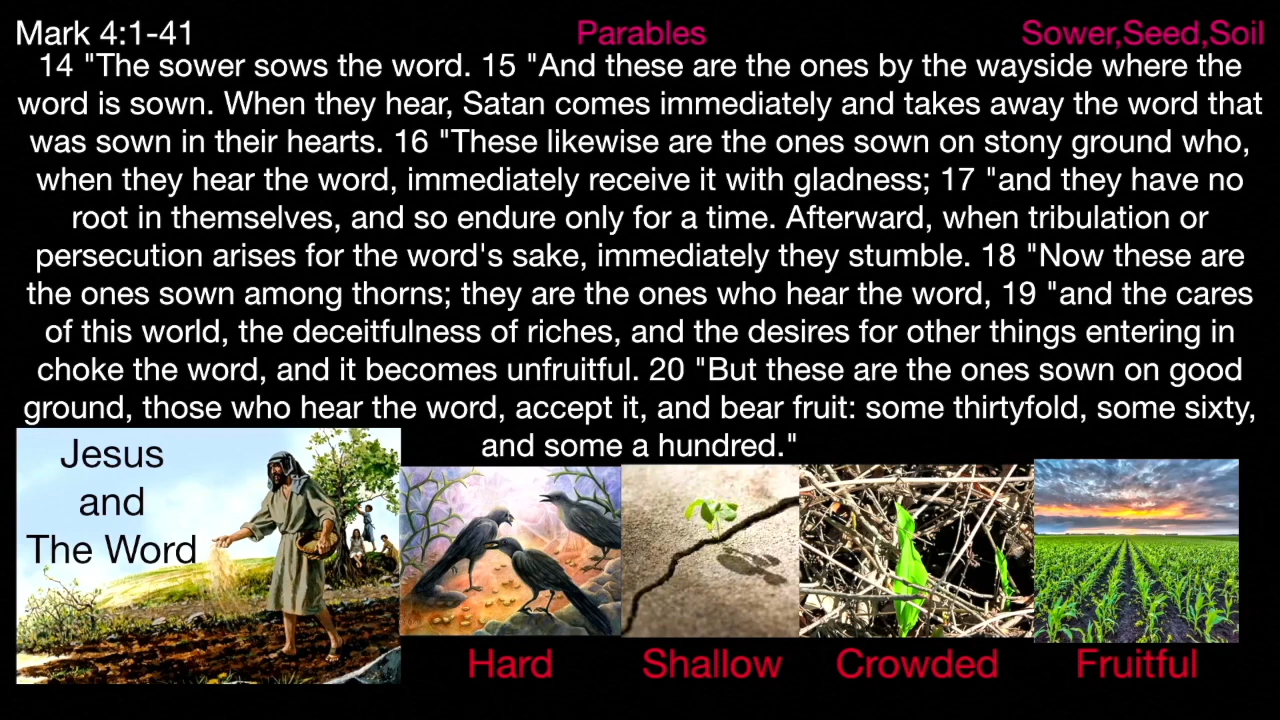 Mark 4:1-41 Parables Sower,Seed,Soil
14 "The sower sows the word. 15 "And these are the ones by the wayside where the
word is sown. When they hear, Satan comes immediately and takes away the word that
was sown in their hearts. 16 "These likewise are the ones sown on stony ground who,
when they hear the word, immediately receive it with gladness; 17 "and they have no
root in themselves, and so endure only for a time. Afterward, when tribulation or
persecution arises for the word's sake, immediately they stumble. 18 "Now these are
the ones sown among thorns; they are the ones who hear the word, 19 "and the cares
of this world, the deceitfulness of riches, and the desires for other things entering in
choke the word, and it becomes unfruitful. 20 "But these are the ones sown on good
ground, those who hear the word, accept it, and bear fruit: some thirtyfold, some sixty,
and some a hundred."
Jesus
and
The Word
Hard Shallow Crowded Fruitful